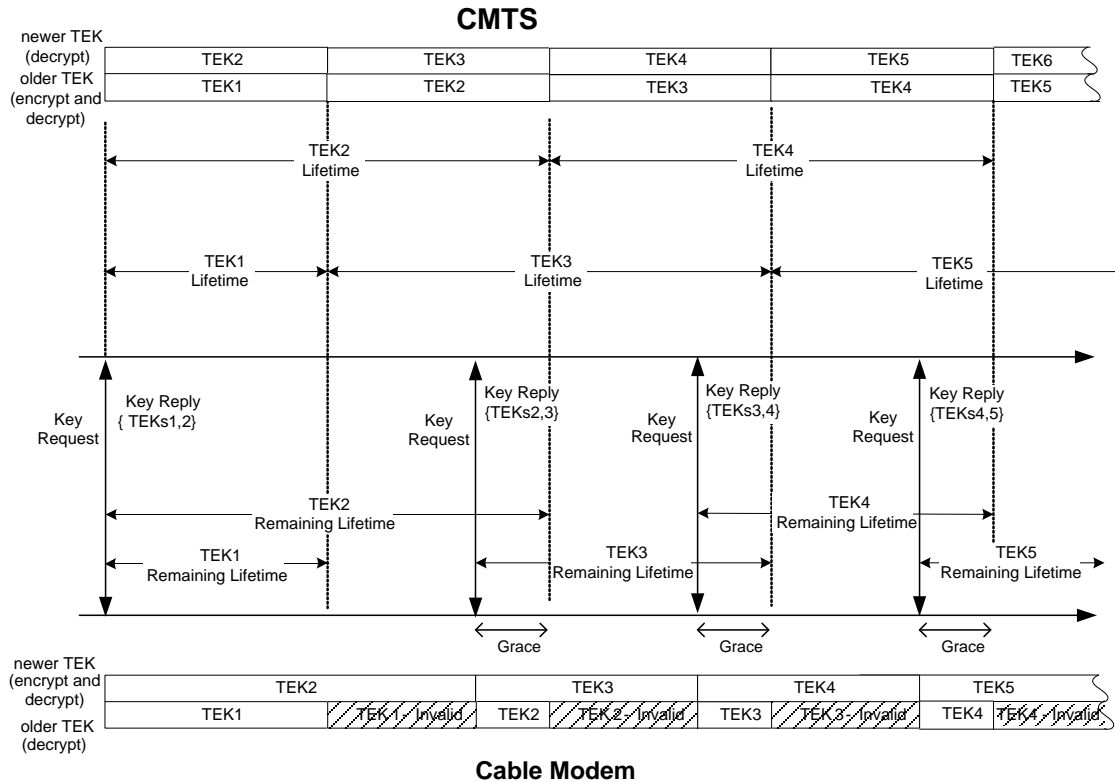 CMTS
newer TEK
(decrypt)
TEK2
TEK3
TEK4
TEK5
TEK6
older TEK
(encrypt and
decrypt)
TEK1
TEK2
TEK3
TEK4
TEK5
TEK2
Lifetime
TEK4
Lifetime
TEK1
Lifetime
TEK3
Lifetime
TEK5
Lifetime
Key
Request
Key Reply
{ TEKs1,2}
Key
Request
Key Reply
{TEKs2,3}
Key
Request
Key Reply
{TEKs3,4}
Key
Request
Key Reply
{TEKs4,5}
TEK2
Remaining Lifetime
TEK4
Remaining Lifetime
TEK1
Remaining Lifetime
TEK3
Remaining Lifetime
TEK5
Remaining Lifetime
Grace
Grace
Grace
newer TEK
(encrypt and
decrypt)
TEK2
TEK3
TEK4
TEK5
older TEK
(decrypt)
TEK1
TEK 1 - Invalid
TEK2
TEK 2 - Invalid
TEK3
TEK 3 - Invalid
TEK4
TEK4 - Invalid
Cable Modem